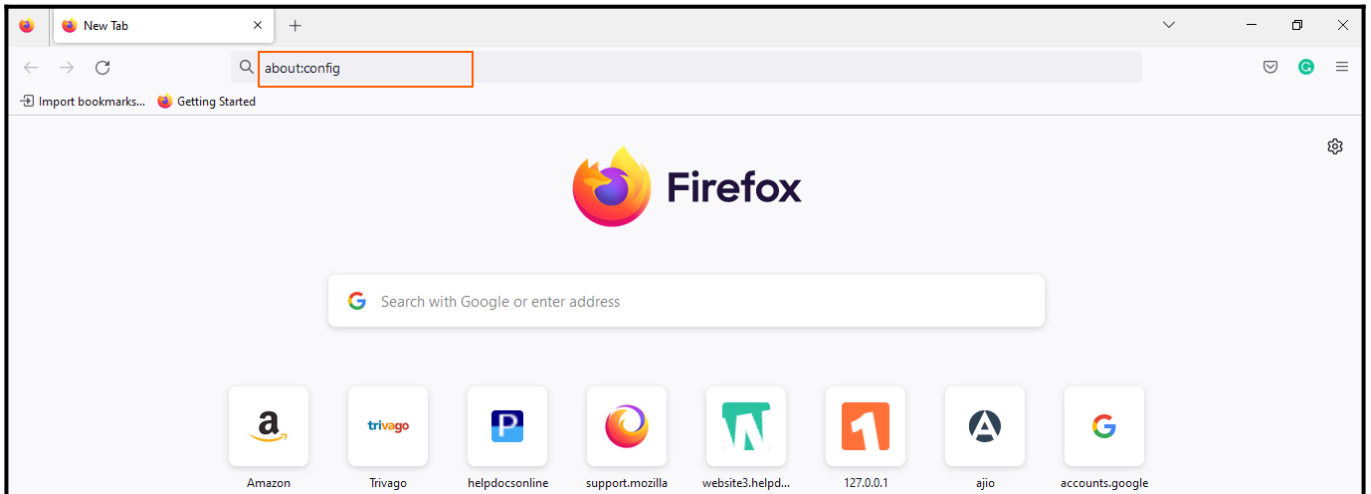 New Tab
about:config
Import bookmarks... Getting Started
Firefox
Search with Google or enter address
a trivago P 1 A G
Amazon Trivago helpdocsonline support.mozilla website3.helpd... 127.0.0.1 ajio accounts.google